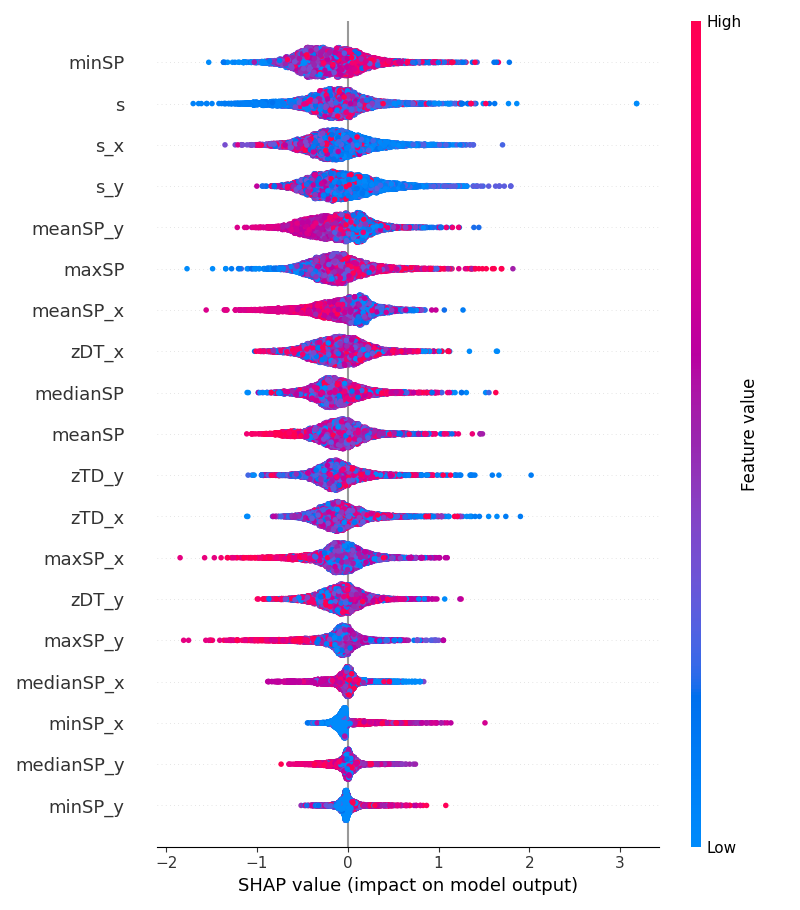 High
minSP
s
s_x
s_y
meanSP_y
maxSP
meanSP_x
zDT_x
medianSP
meanSP
zTD_y
zTD_x
maxSP_x
zDT_y
maxSP_y
medianSP_x
minSP_x
medianSP_y
minSP_y
Feature value
Low
−2 −1 0 1 2 3
SHAP value (impact on model output)